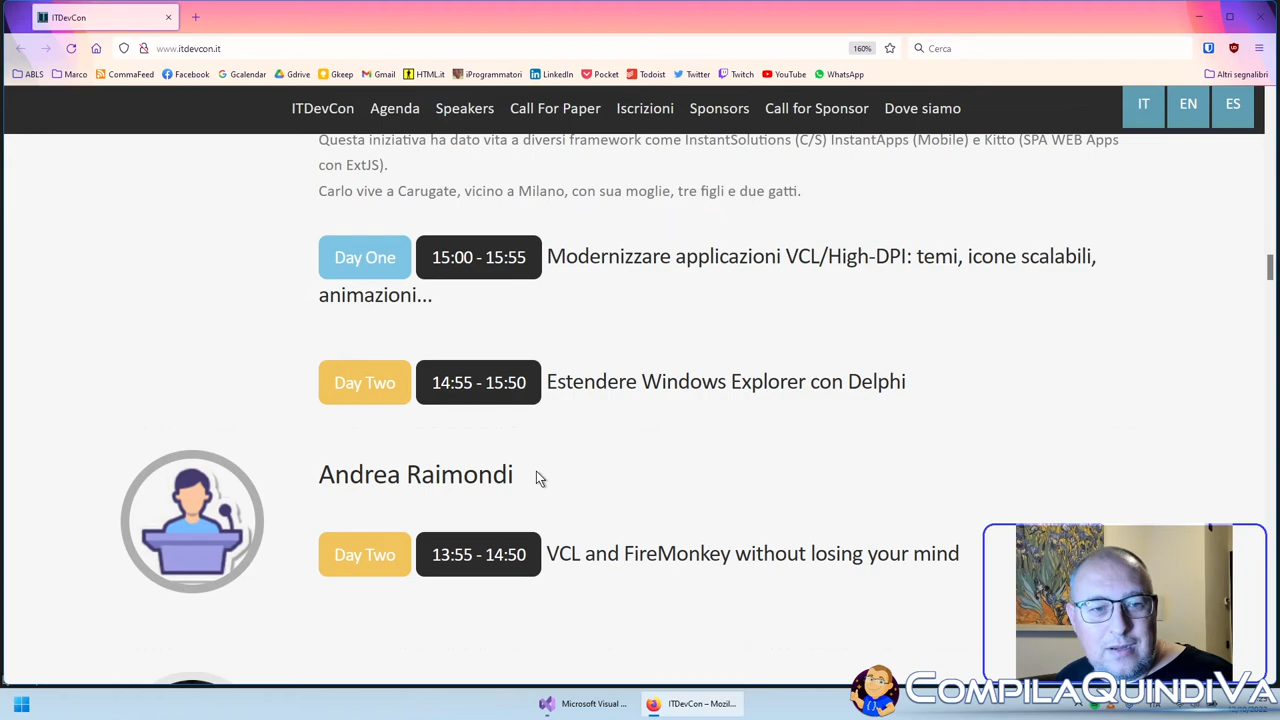 ITDevCon
www.itdevcon.it
160%
Cerca
ABLS
Marco
CommaFeed
Facebook
Gcalendar
Gdrive
Gkeep
Gmail
HTML.it
iProgrammatori
LinkedIn
Pocket
Todoist
Twitter
Twitch
YouTube
WhatsApp
Altri segnalibri
ITDevCon Agenda Speakers Call For Paper Iscrizioni Sponsors Call for Sponsor Dove siamo IT EN ES
Questa iniziativa ha dato vita a diversi framework come InstantSolutions (C/S) InstantApps (Mobile) e Kitto (SPA WEB Apps
con ExtJS).
Carlo vive a Carugate, vicino a Milano, con sua moglie, tre figli e due gatti.
Day One 15:00 - 15:55 Modernizzare applicazioni VCL/High-DPI: temi, icone scalabili,
animazioni...
Day Two 14:55 - 15:50 Estendere Windows Explorer con Delphi
Andrea Raimondi
Day Two 13:55 - 14:50 VCL and FireMonkey without losing your mind
CompilaQuindiVa
Microsoft Visual ...
ITDevCon – Mozil...